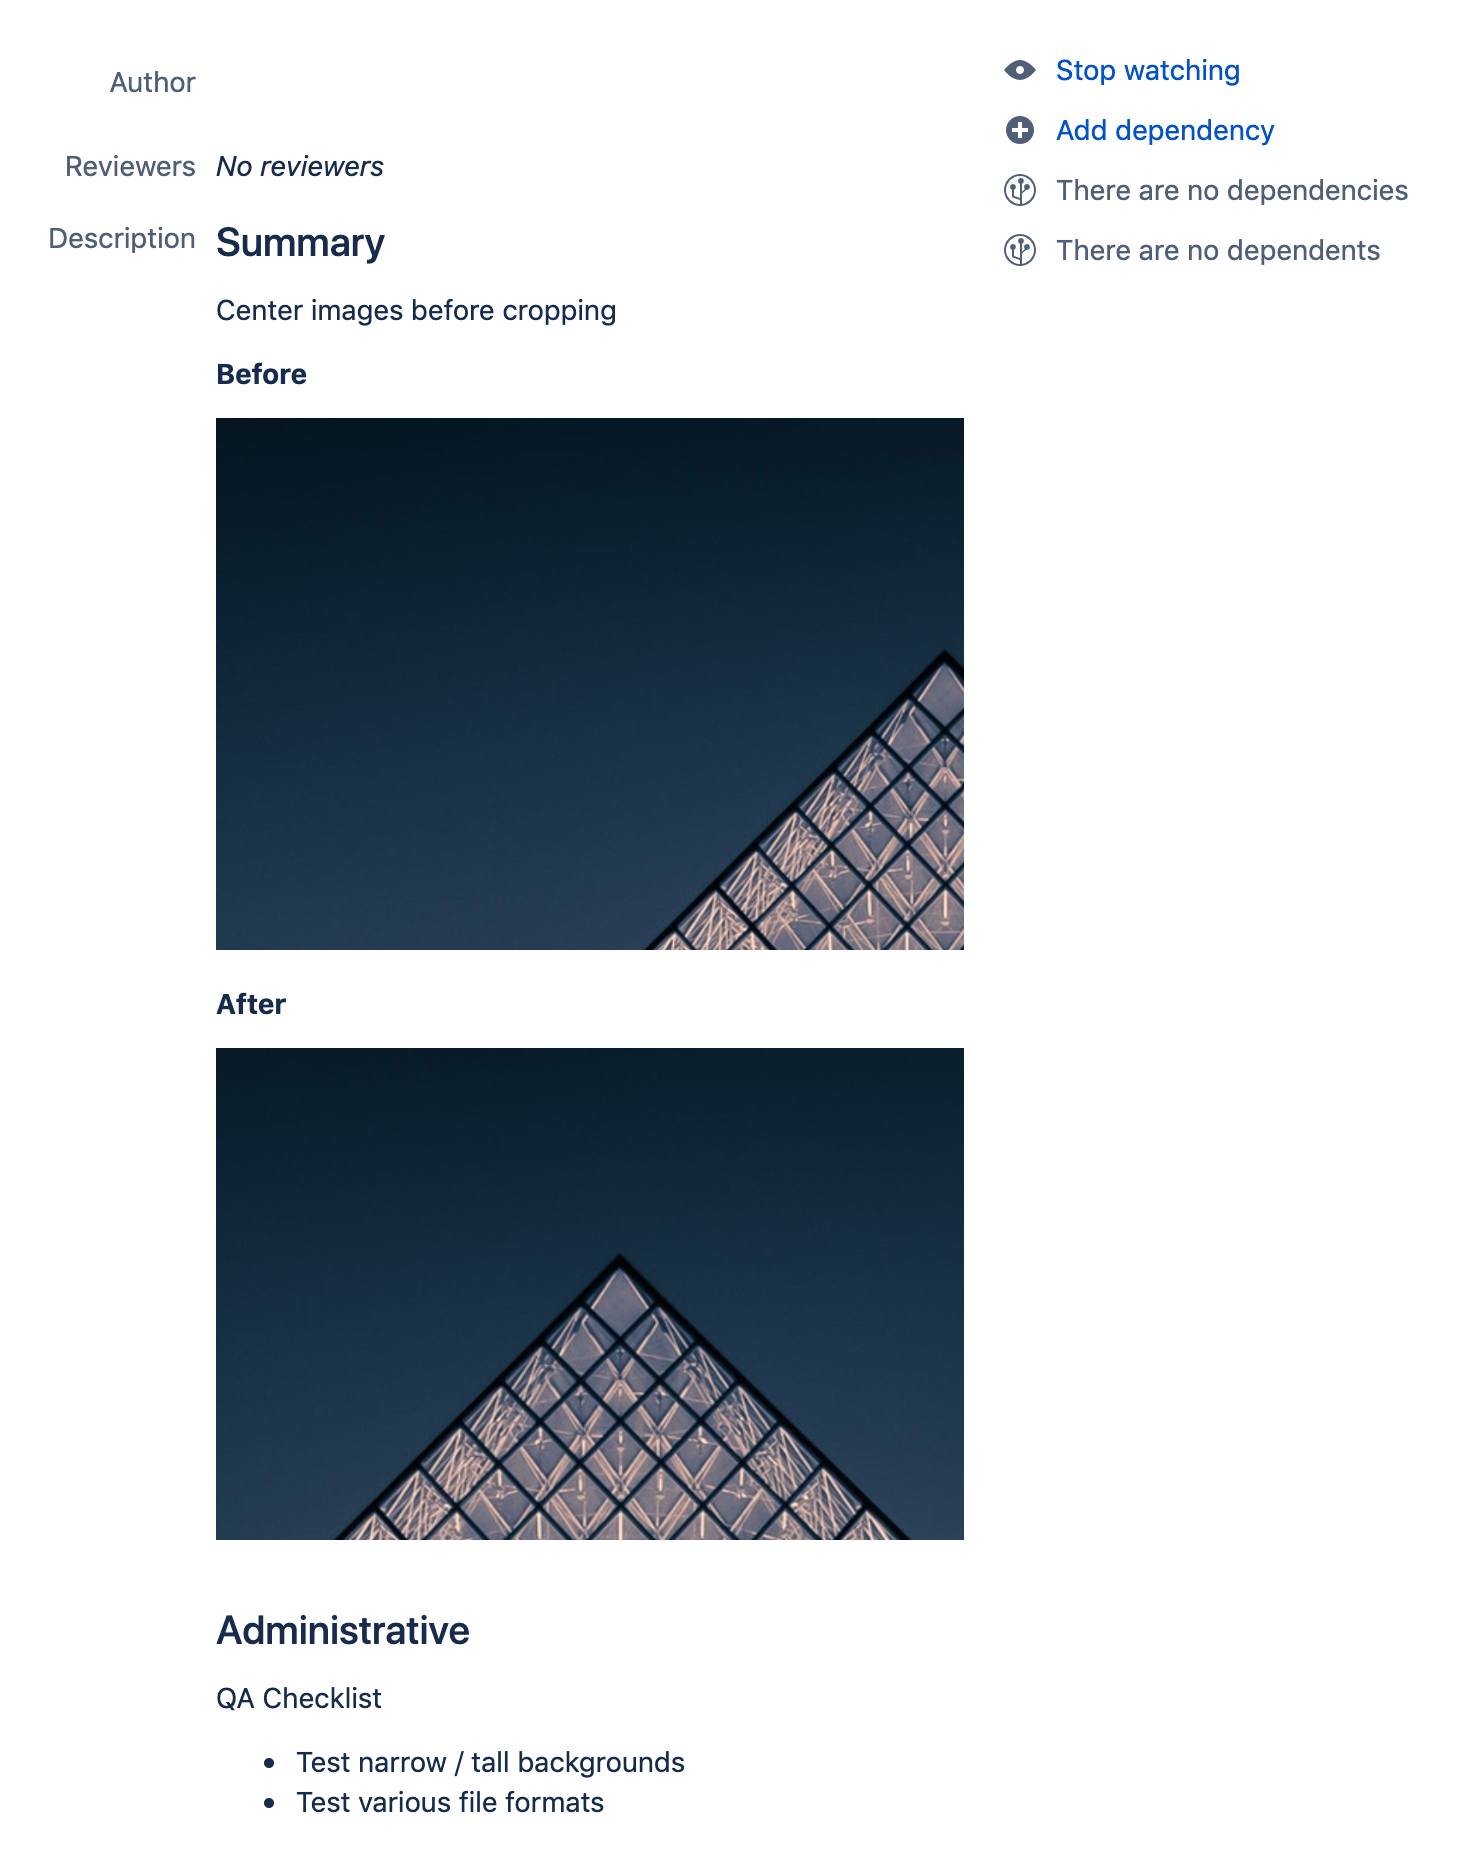 Author
Reviewers No reviewers
Description Summary
Center images before cropping
Before
After
Administrative
QA Checklist
• Test narrow / tall backgrounds
• Test various file formats
Stop watching
Add dependency
There are no dependencies
There are no dependents